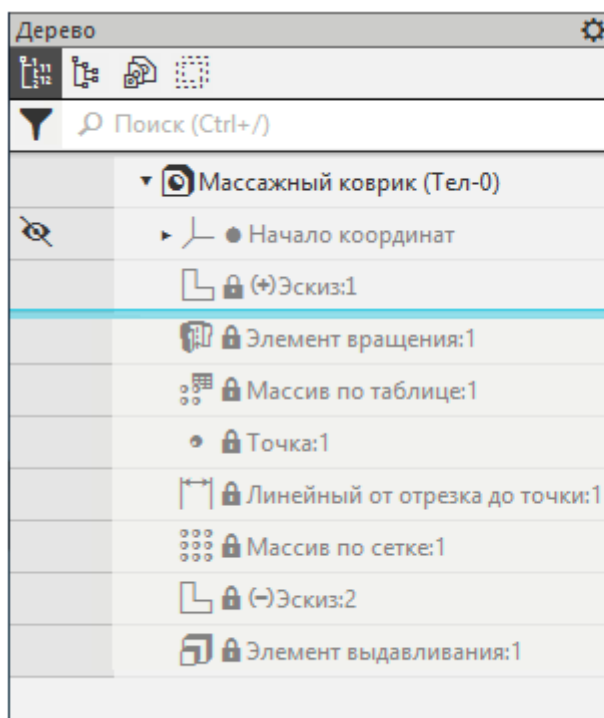 Дерево
Поиск (Ctrl+/)
Массажный коврик (Тел-0)
Начало координат
(+)Эскиз:1
Элемент вращения:1
Массив по таблице:1
Точка:1
Линейный от отрезка до точки:1
Массив по сетке:1
(-)Эскиз:2
Элемент выдавливания:1